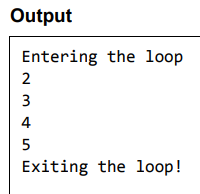 Output
Entering the loop
2
3
4
5
Exiting the loop!